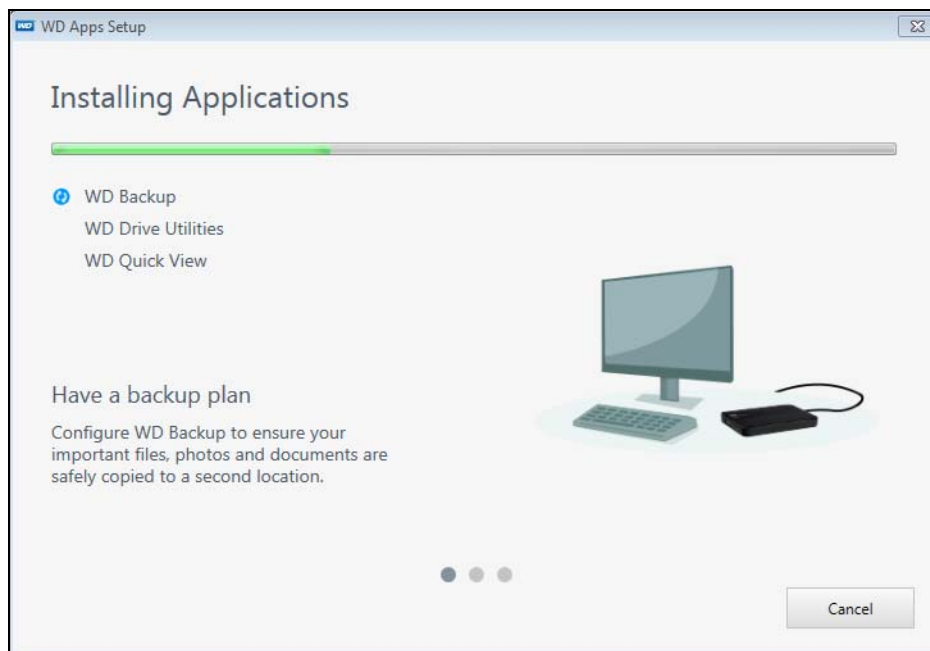 WD WD Apps Setup
Installing Applications
WD Backup
WD Drive Utilities
WD Quick View
Have a backup plan
Configure WD Backup to ensure your
important files, photos and documents are
safely copied to a second location.
Cancel